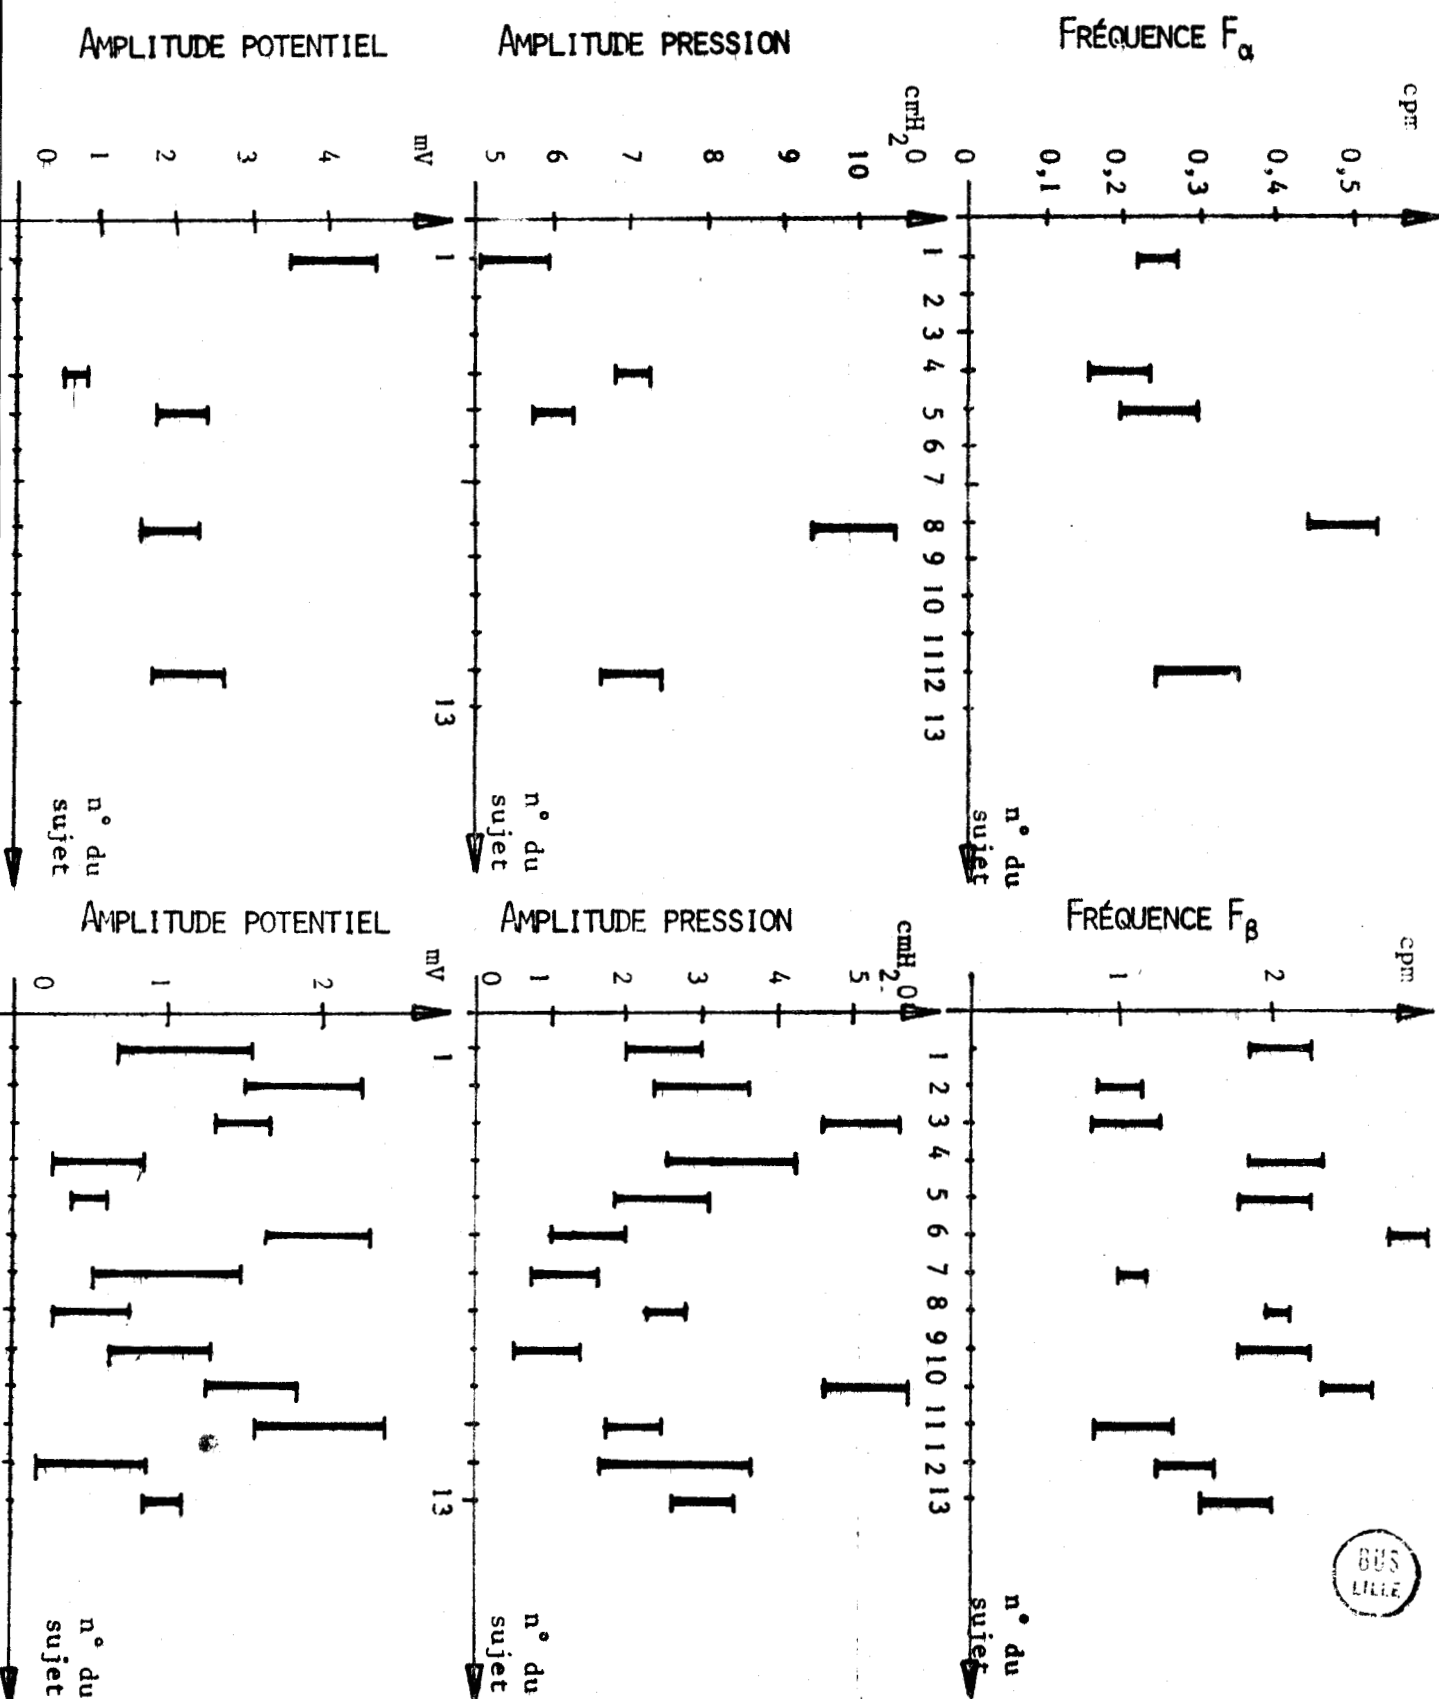 AMPLITUDE POTENTIEL
AMPLITUDE PRESSION
FRÉQUENCE Fα
mV
4
3
2
1
0
cmH2O
10
9
8
7
6
5
cpm
0,5
0,4
0,3
0,2
0,1
0
1
13
1 2 3 4 5 6 7 8 9 10 11 12 13
n° du
sujet
n° du
sujet
n° du
sujet
AMPLITUDE POTENTIEL
AMPLITUDE PRESSION
FRÉQUENCE Fβ
mV
2
1
0
cmH2O
5
4
3
2
1
0
cpm
2
1
1
13
1 2 3 4 5 6 7 8 9 10 11 12 13
n° du
sujet
n° du
sujet
n° du
sujet
BUS
LILLE